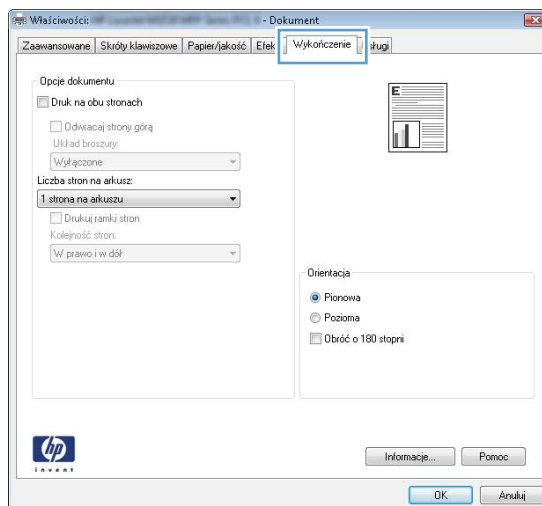 Właściwości: - Dokument
Zaawansowane Skróty klawiszowe Papier/jakość Efek Wykończenie sługi
Opcje dokumentu
Druk na obu stronach
E
Odwracaj strony górą
Układ broszury:
Wyłączone
Liczba stron na arkusz:
1 strona na arkuszu
Drukuj ramki stron
Kolejność stron:
W prawo i w dół
Orientacja
Pionowa
Pozioma
Obróć o 180 stopni
hp
invent
Informacje... Pomoc
OK Anuluj